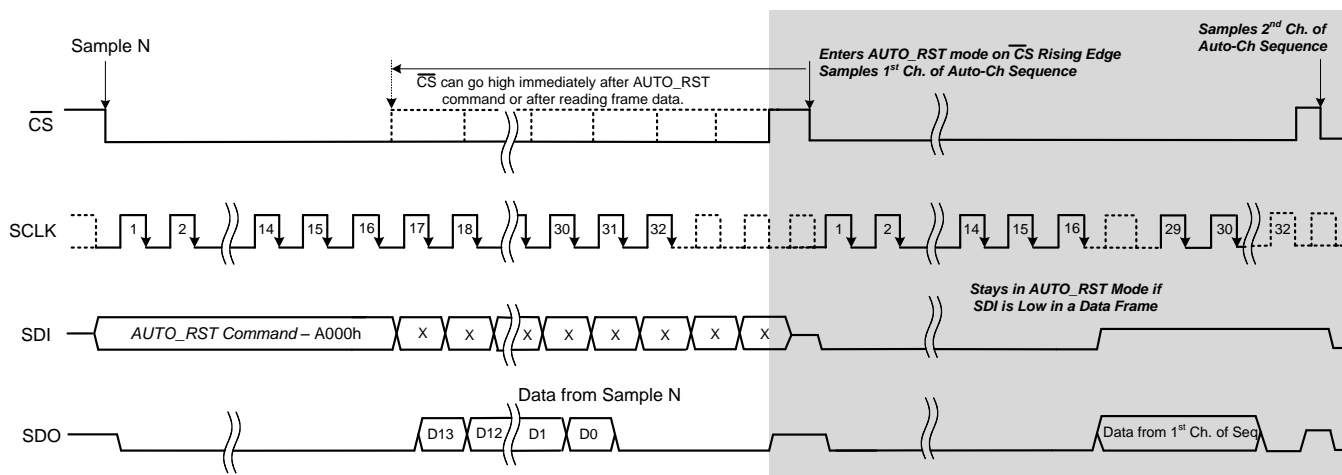 Sample N
Enters AUTO_RST mode on CS Rising Edge
Samples 1st Ch. of Auto-Ch Sequence
Samples 2nd Ch. of
Auto-Ch Sequence
CS can go high immediately after AUTO_RST
command or after reading frame data.
CS
SCLK 1 2 14 15 16 17 18 30 31 32 1 2 14 15 16 29 30 32
Stays in AUTO_RST Mode if
SDI is Low in a Data Frame
SDI AUTO_RST Command – A000h X X X X X X X X
Data from Sample N
SDO D13 D12 D1 D0 Data from 1st Ch. of Seq